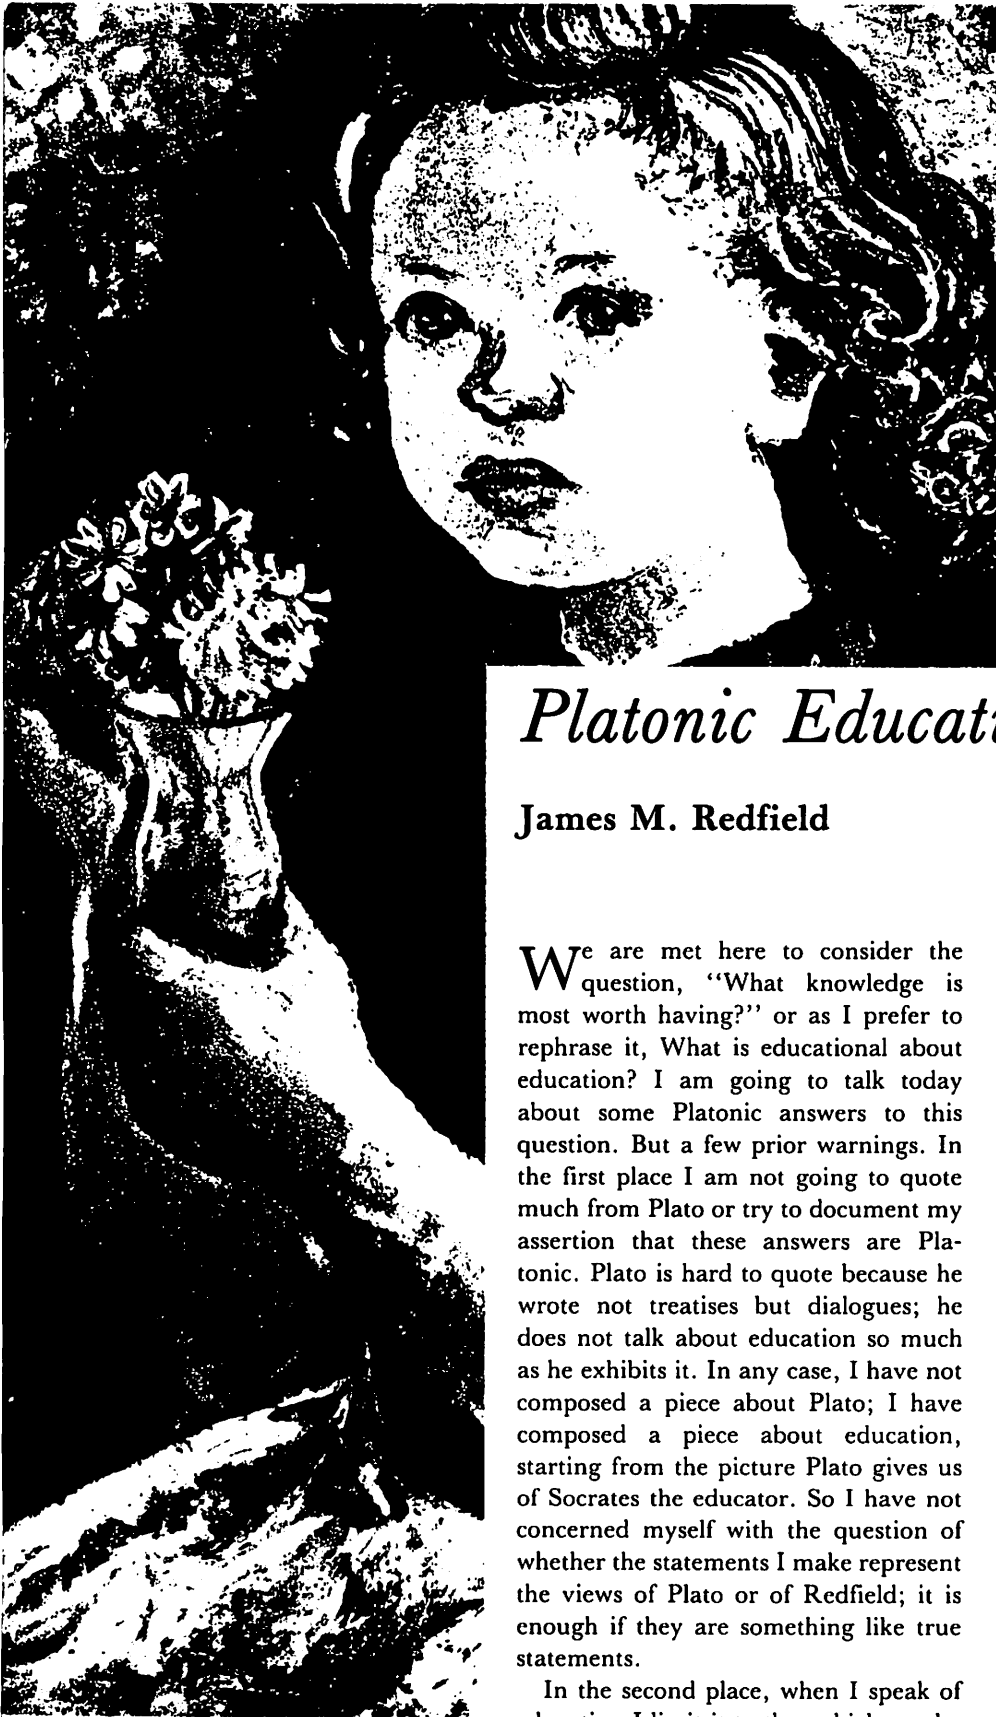 Platonic
James M. Redfield
We are met here to consider the
question, “What knowledge is
most worth having?” or as I prefer to
rephrase it, What is educational about
education? I am going to talk today
about some Platonic answers to this
question. But a few prior warnings. In
the first place I am not going to quote
much from Plato or try to document my
assertion that these answers are Pla-
tonic. Plato is hard to quote because he
wrote not treatises but dialogues; he
does not talk about education so much
as he exhibits it. In any case, I have not
composed a piece about Plato; I have
composed a piece about education,
starting from the picture Plato gives us
of Socrates the educator. So I have not
concerned myself with the question of
whether the statements I make represent
the views of Plato or of Redfield; it is
enough if they are something like true
statements.
In the second place, when I speak of